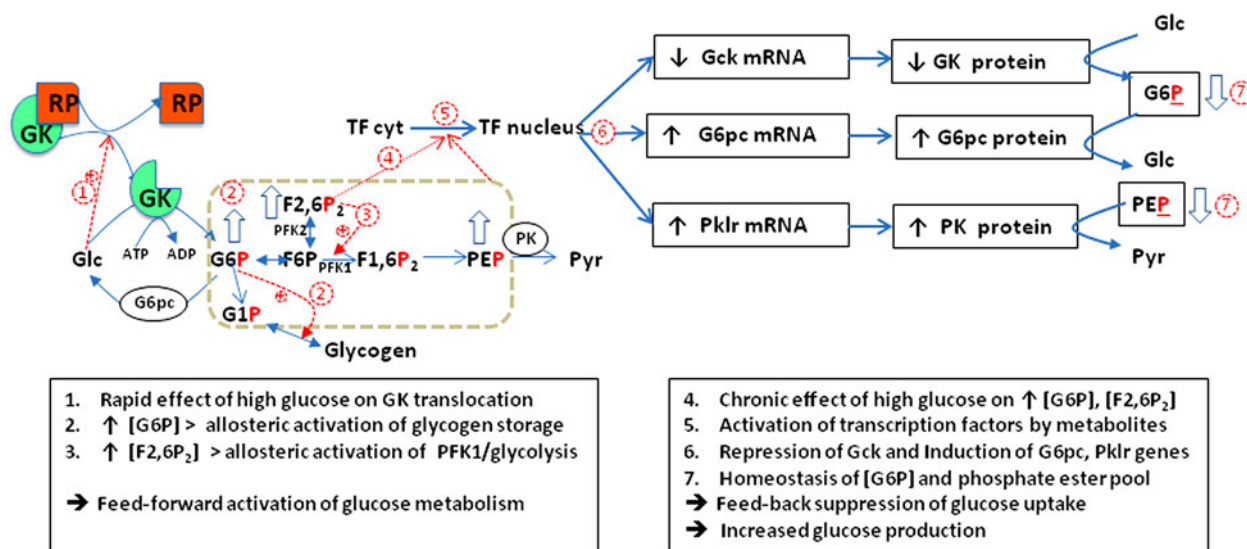 Glc
↓ Gck mRNA
↓ GK protein
RP
RP
GK
G6P
7
5
TF cyt
TF nucleus
6
↑ G6pc mRNA
↑ G6pc protein
4
1
+
GK
2
F2,6P2
3
Glc
PFK2
+
PEP
7
ATP
ADP
PK
↑ Pklr mRNA
↑ PK protein
Glc
G6P
F6P
PFK1
F1,6P2
PEP
Pyr
Pyr
G6pc
+
2
G1P
Glycogen
1. Rapid effect of high glucose on GK translocation
2. ↑ [G6P] > allosteric activation of glycogen storage
3. ↑ [F2,6P2] > allosteric activation of PFK1/glycolysis
➔ Feed-forward activation of glucose metabolism
4. Chronic effect of high glucose on ↑ [G6P], [F2,6P2]
5. Activation of transcription factors by metabolites
6. Repression of Gck and Induction of G6pc, Pklr genes
7. Homeostasis of [G6P] and phosphate ester pool
➔ Feed-back suppression of glucose uptake
➔ Increased glucose production